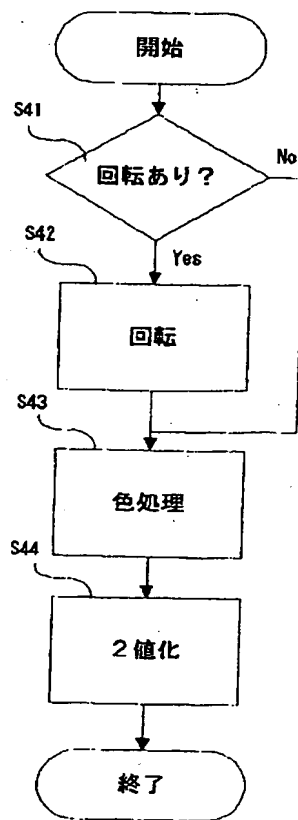 開始
S41
回転あり？
No
Yes
S42
回転
S43
色処理
S44
２値化
終了